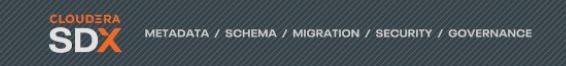 CLOUDERA
SDX
METADATA / SCHEMA / MIGRATION / SECURITY / GOVERNANCE